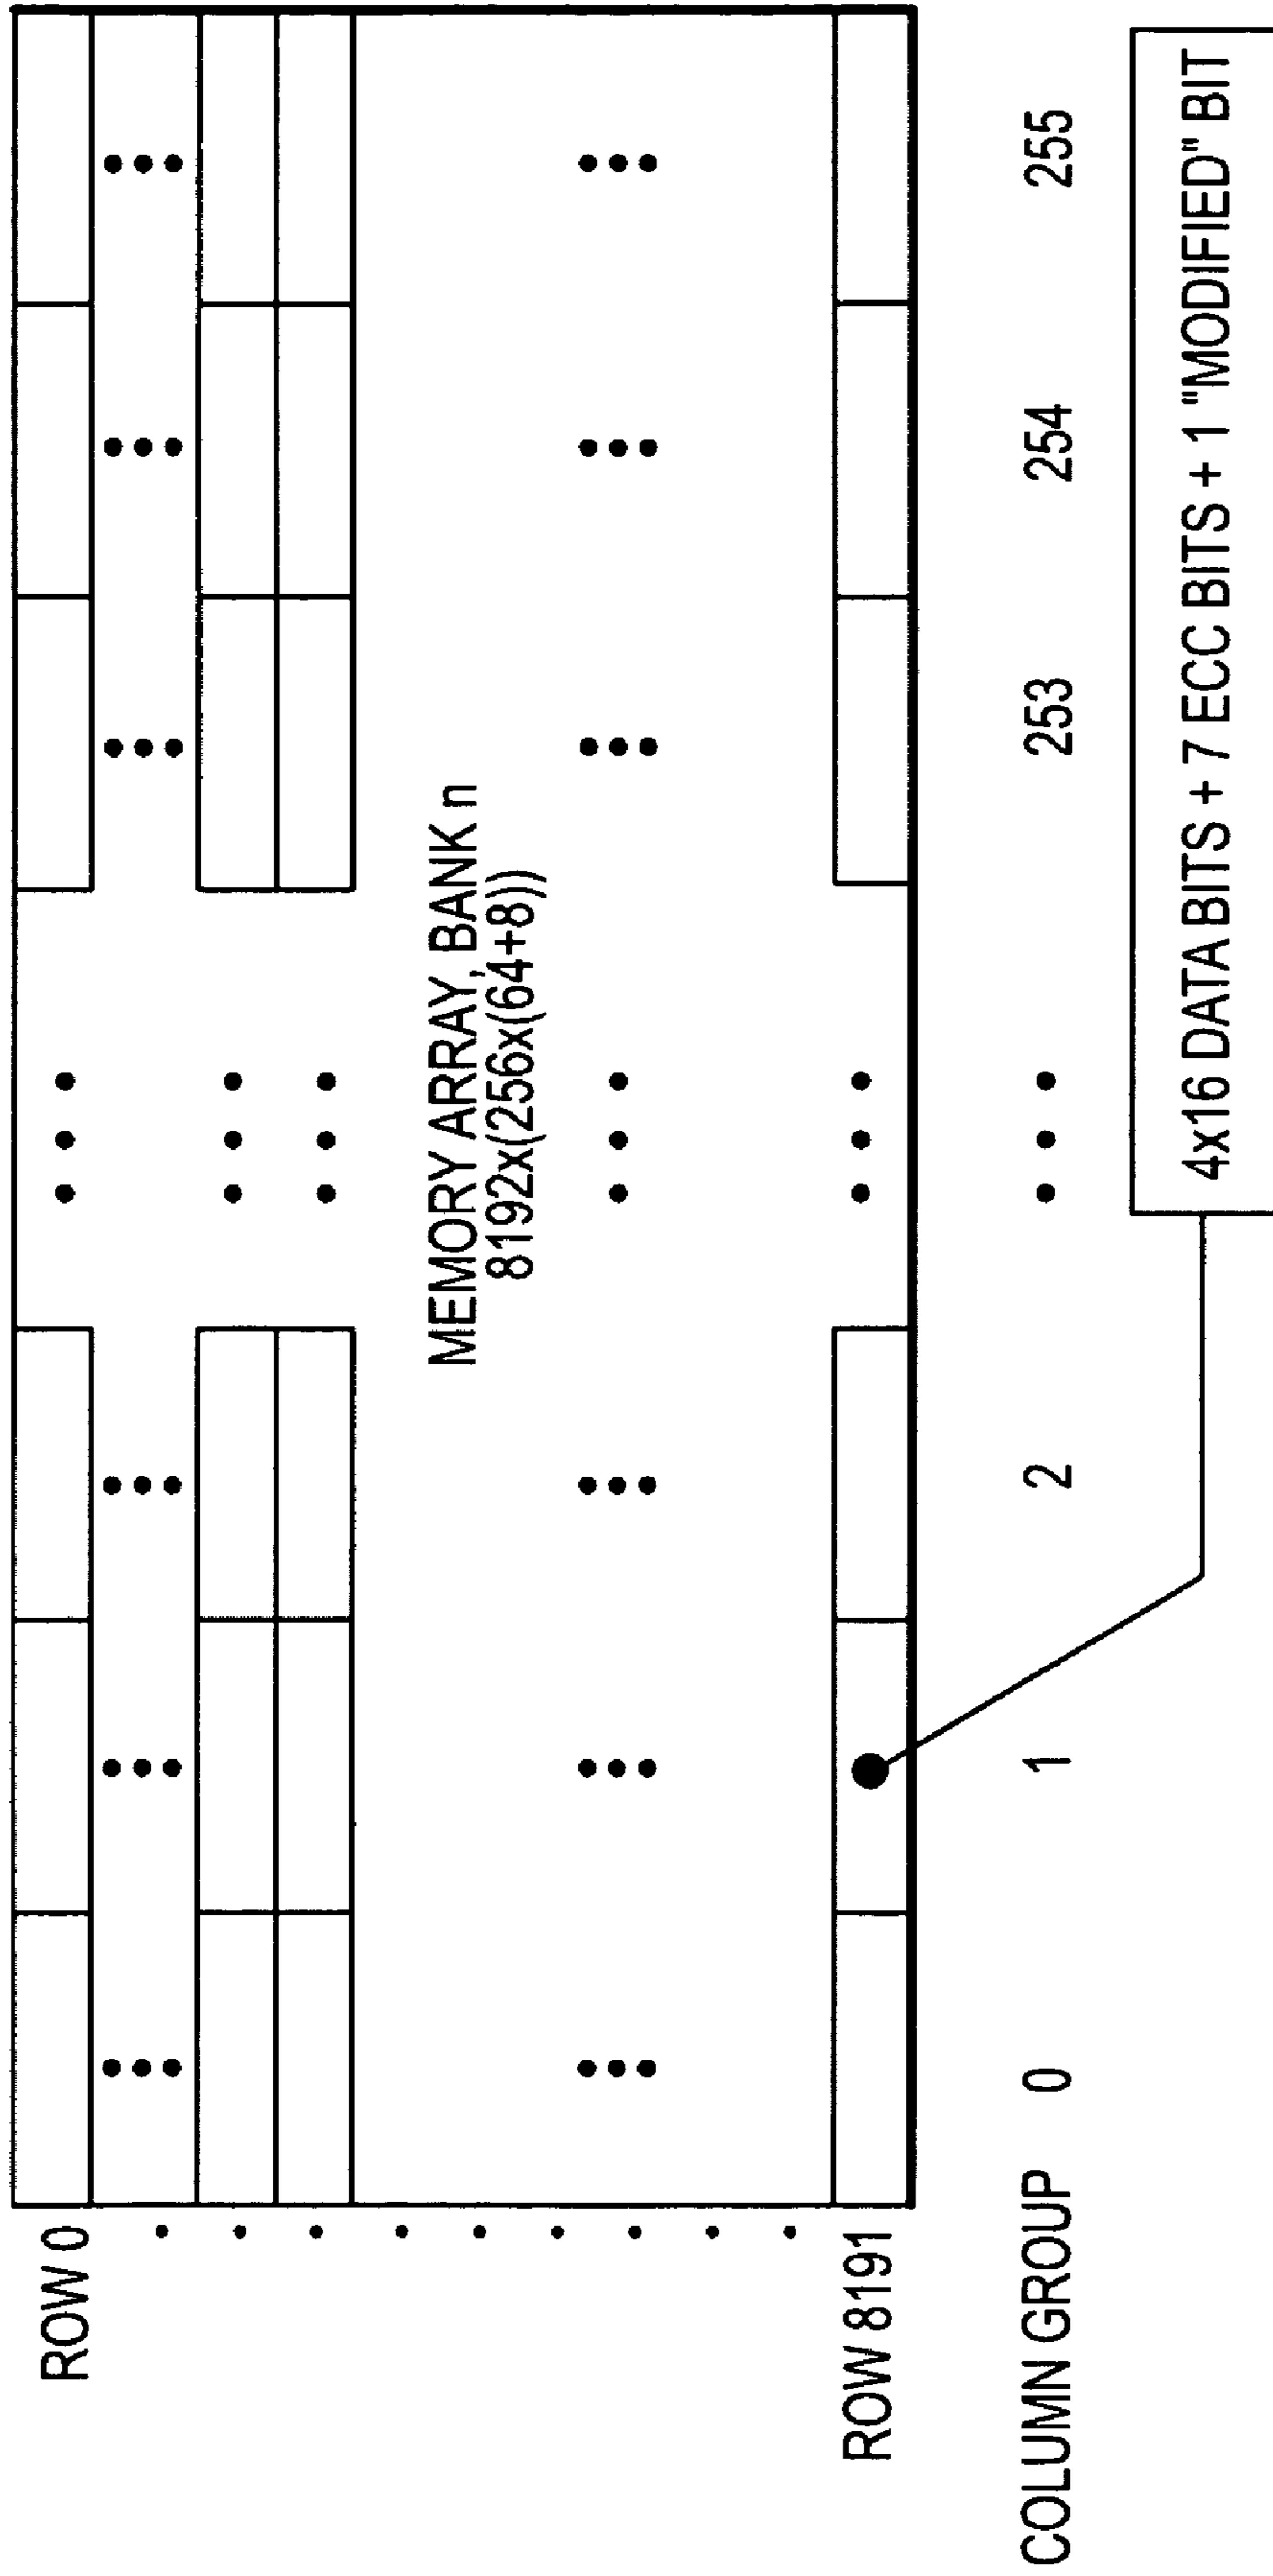 ROW 0
MEMORY ARRAY, BANK n
8192x(256x(64+8))
ROW 8191
COLUMN GROUP 0 1 2 253 254 255
4x16 DATA BITS + 7 ECC BITS + 1 "MODIFIED" BIT